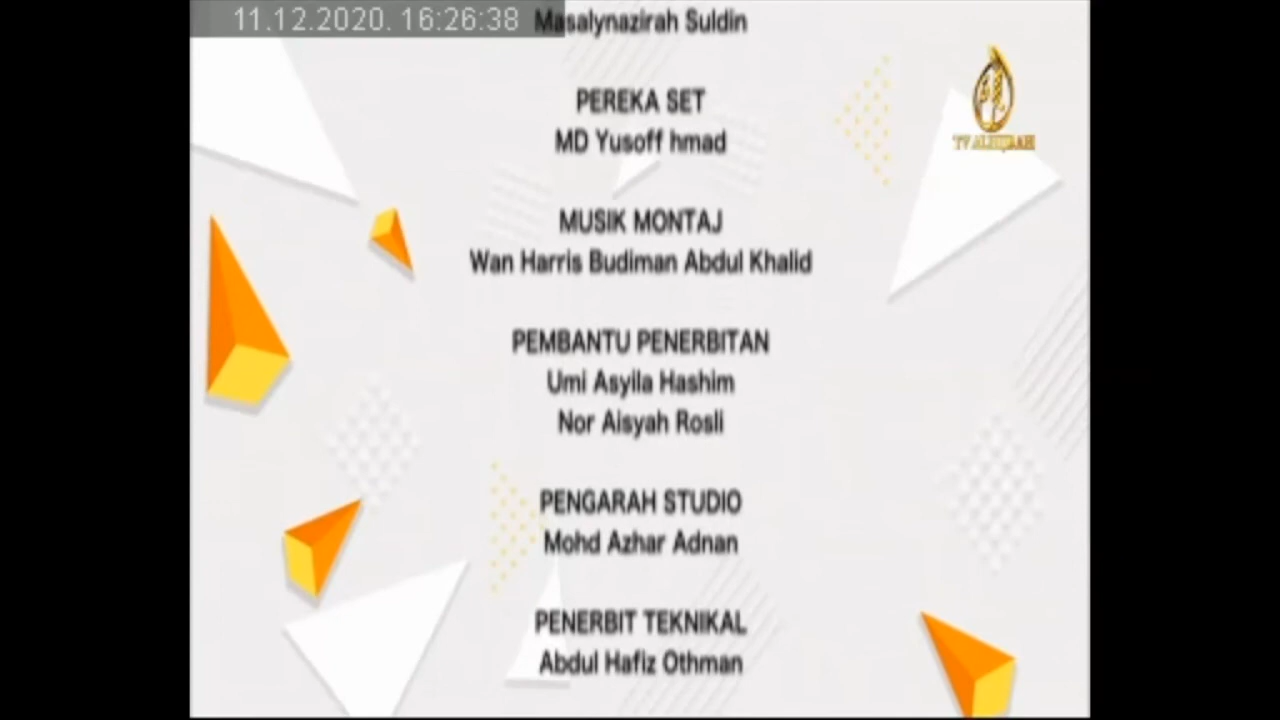 11.12.2020. 16:26:38
Masalynazirah Suldin
PEREKA SET
MD Yusoff hmad
TV ALHIJRAH
MUSIK MONTAJ
Wan Harris Budiman Abdul Khalid
PEMBANTU PENERBITAN
Umi Asyila Hashim
Nor Aisyah Rosli
PENGARAH STUDIO
Mohd Azhar Adnan
PENERBIT TEKNIKAL
Abdul Hafiz Othman